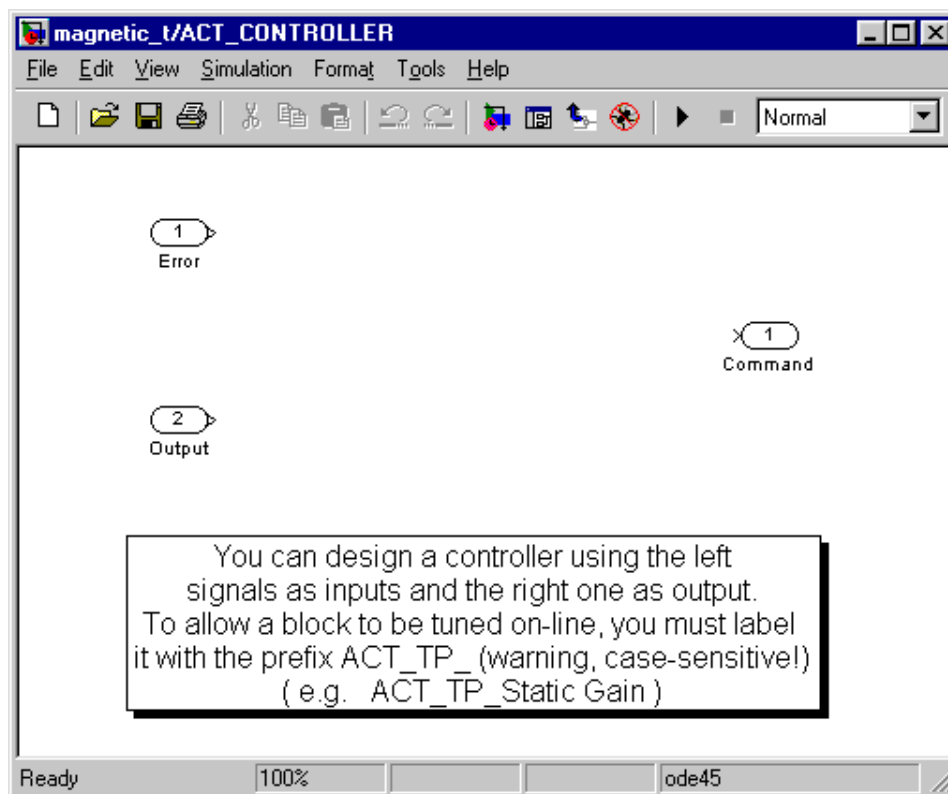 magnetic_t/ACT_CONTROLLER
File Edit View Simulation Format Tools Help
Normal
1
Error
1
Command
2
Output
You can design a controller using the left
signals as inputs and the right one as output.
To allow a block to be tuned on-line, you must label
it with the prefix ACT_TP_ (warning, case-sensitive!)
( e.g. ACT_TP_Static Gain )
Ready 100% ode45